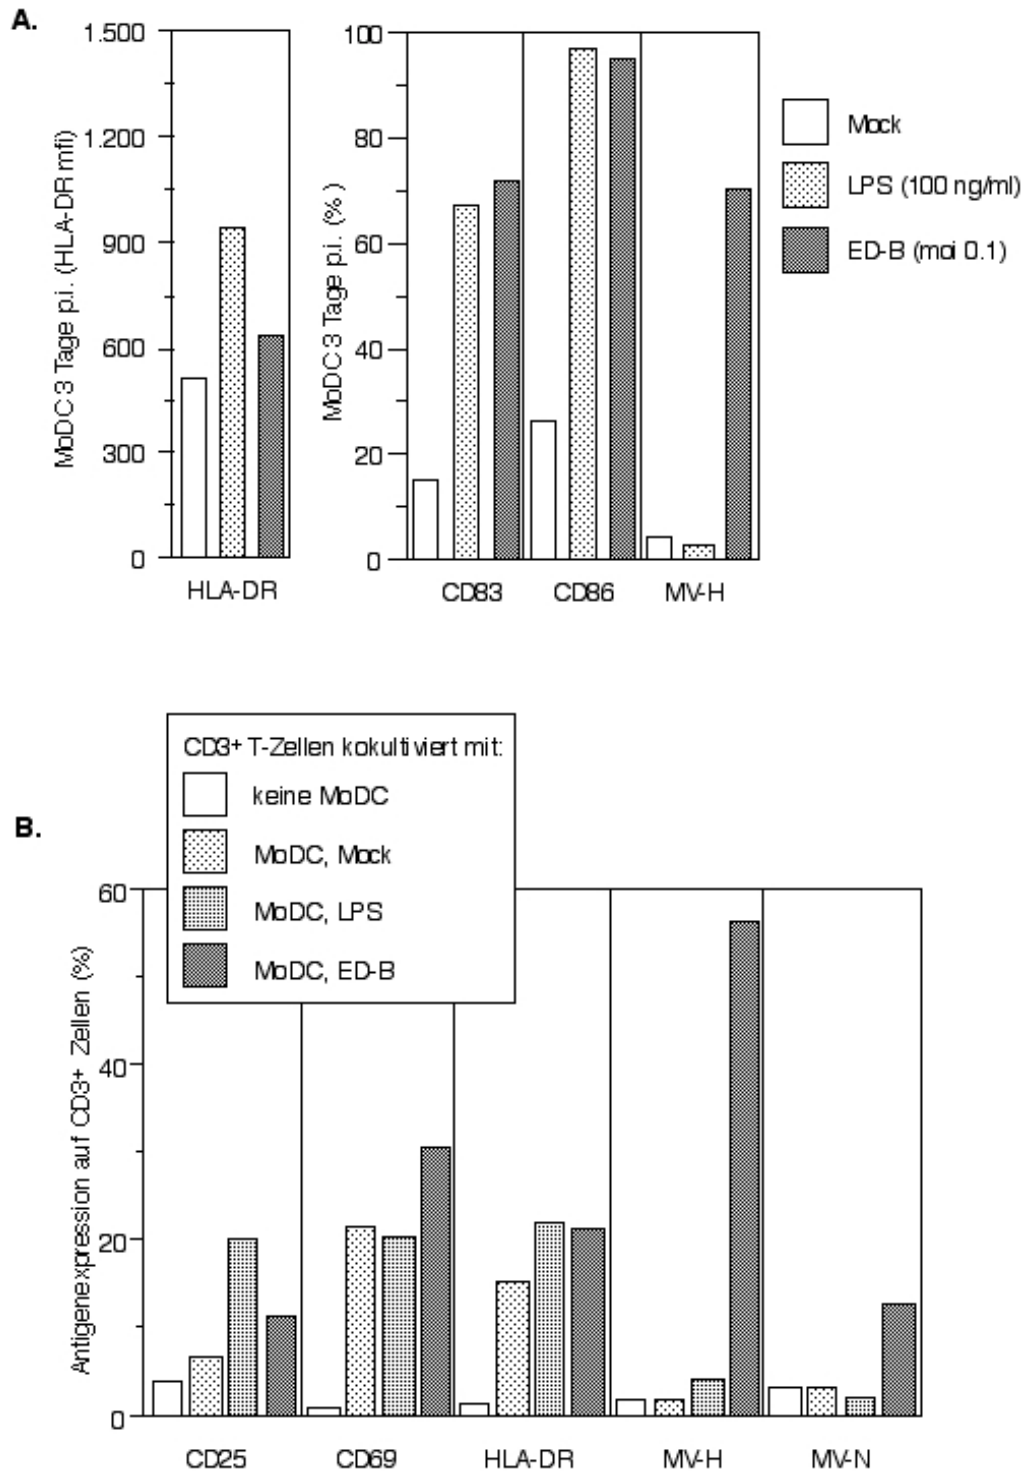 A.
MoDC 3 Tage p.i. (HLA-DR mfi)
1.500
1.200
900
600
300
0
HLA-DR
MoDC 3 Tage p.i. (%)
100
80
60
40
20
0
CD83 CD86 MV-H
Mock
LPS (100 ng/ml)
ED-B (moi 0.1)
B.
CD3+ T-Zellen kokultiviert mit:
keine MoDC
MoDC, Mock
MoDC, LPS
MoDC, ED-B
Antigenexpression auf CD3+ Zellen (%)
60
40
20
0
CD25 CD69 HLA-DR MV-H MV-N